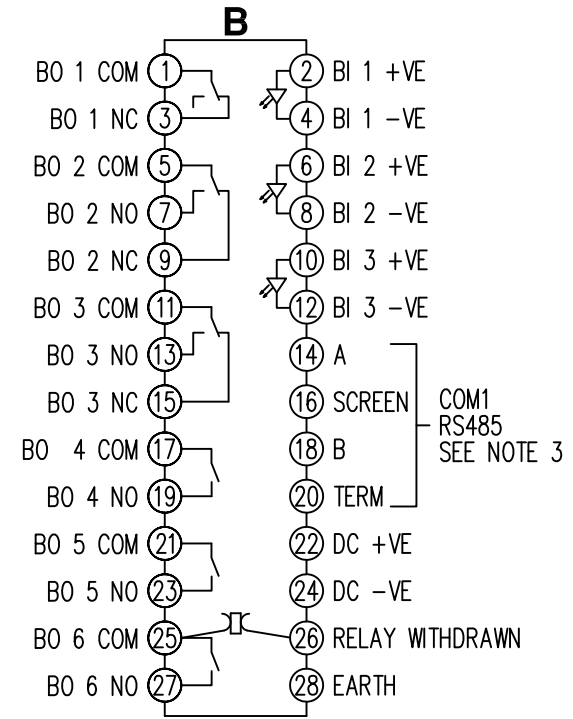 B
BO 1 COM 1 2 BI 1 +VE
BO 1 NC 3 4 BI 1 −VE
BO 2 COM 5 6 BI 2 +VE
BO 2 NO 7 8 BI 2 −VE
BO 2 NC 9 10 BI 3 +VE
BO 3 COM 11 12 BI 3 −VE
BO 3 NO 13 14 A
BO 3 NC 15 16 SCREEN
BO 4 COM 17 18 B
BO 4 NO 19 20 TERM
COM1
RS485
SEE NOTE 3
BO 5 COM 21 22 DC +VE
BO 5 NO 23 24 DC −VE
BO 6 COM 25 26 RELAY WITHDRAWN
BO 6 NO 27 28 EARTH